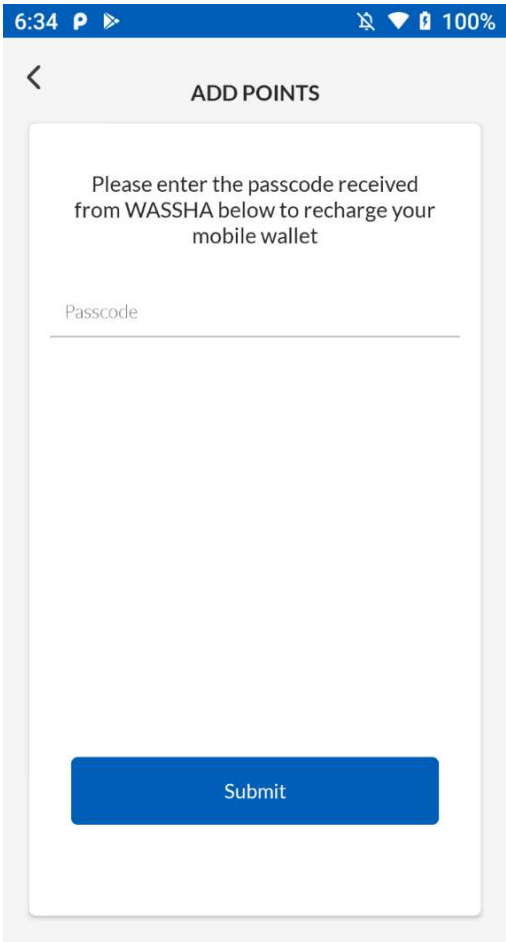 6:34 100%
ADD POINTS
Please enter the passcode received
from WASSHA below to recharge your
mobile wallet
Passcode
Submit